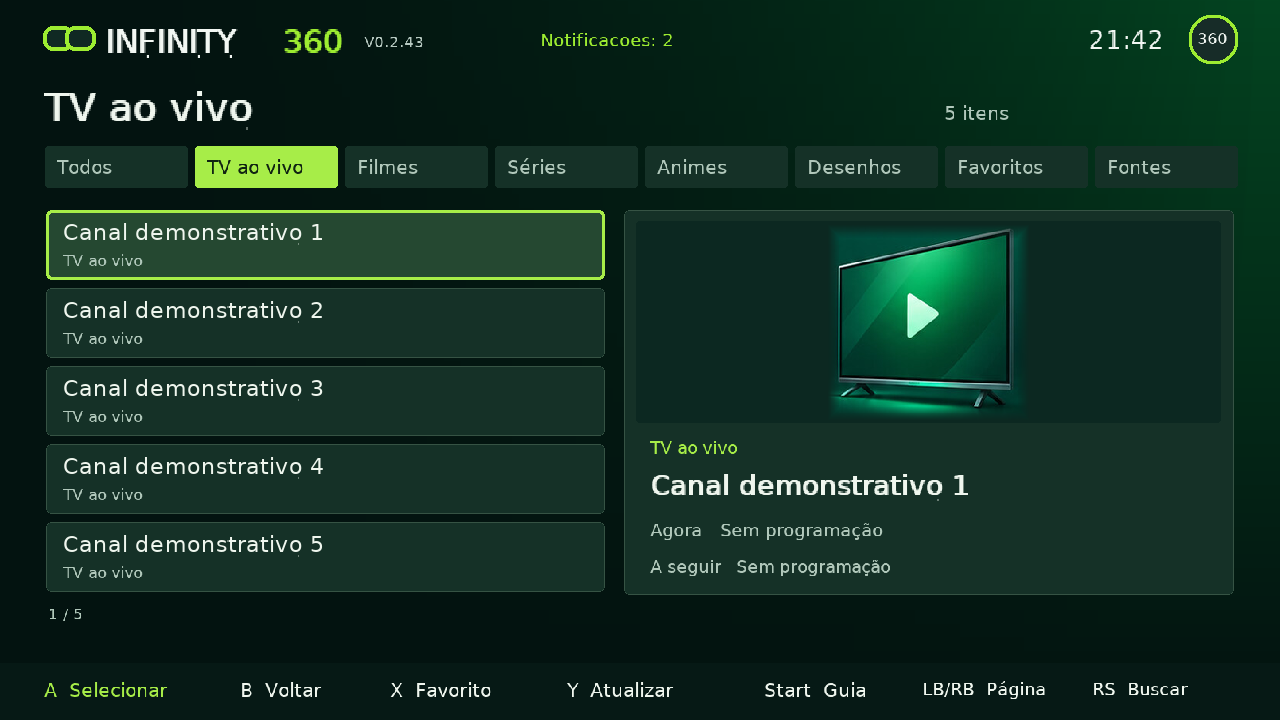 INFINITY 360 V0.2.43 Notificacoes: 2 21:42 360
TV ao vivo 5 itens
Todos TV ao vivo Filmes Séries Animes Desenhos Favoritos Fontes
Canal demonstrativo 1
TV ao vivo
Canal demonstrativo 2
TV ao vivo
Canal demonstrativo 3
TV ao vivo
Canal demonstrativo 4
TV ao vivo
Canal demonstrativo 5
TV ao vivo
1 / 5
TV ao vivo
Canal demonstrativo 1
Agora Sem programação
A seguir Sem programação
A Selecionar B Voltar X Favorito Y Atualizar Start Guia LB/RB Página RS Buscar